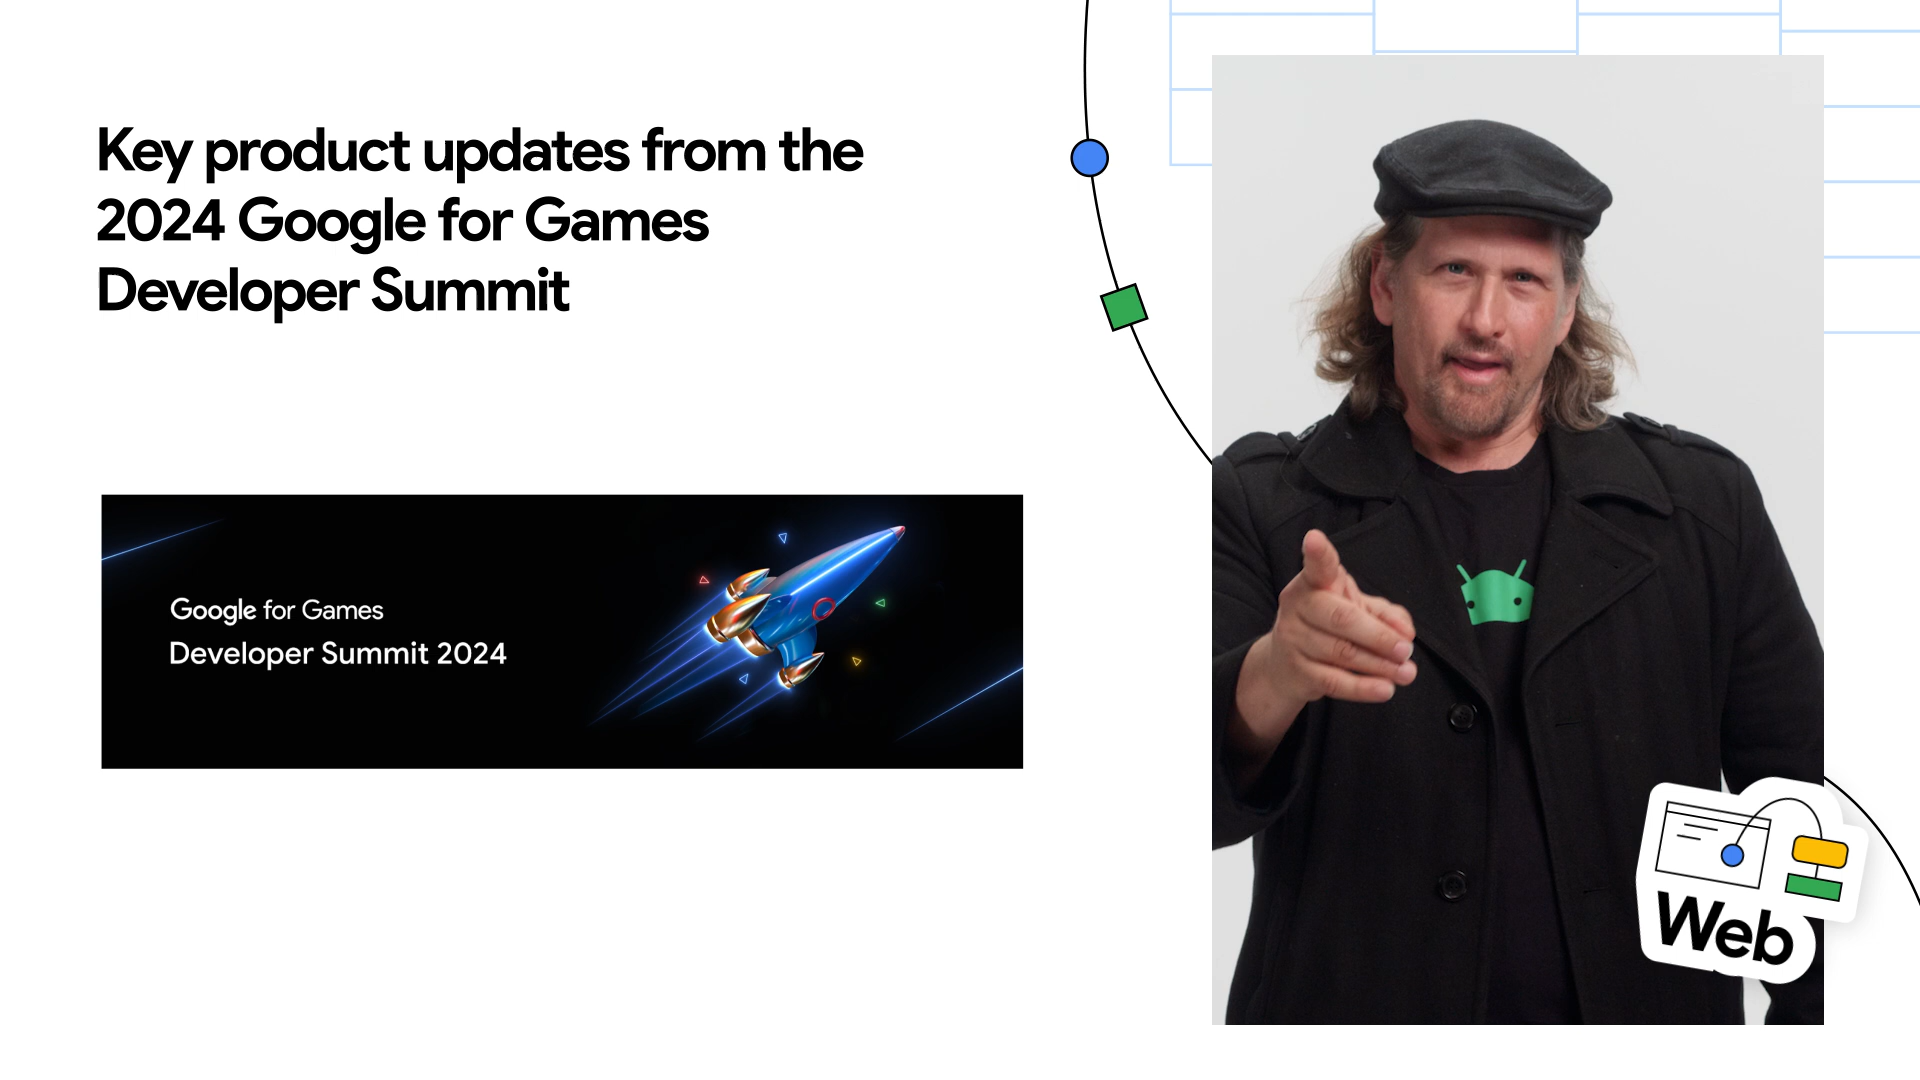 Key product updates from the
2024 Google for Games
Developer Summit
Google for Games
Developer Summit 2024
Web